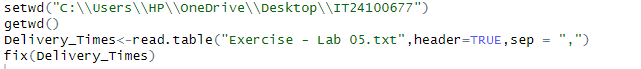 setwd("C:\\Users\\HP\\OneDrive\\Desktop\\IT24100677")
getwd()
Delivery_Times<-read.table("Exercise - Lab 05.txt",header=TRUE,sep = ",")
fix(Delivery_Times)